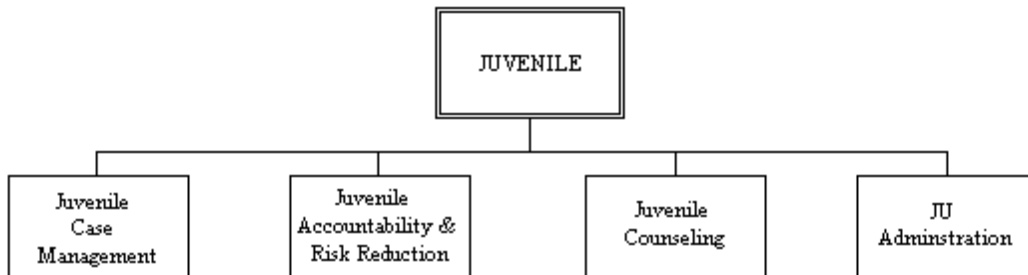 JUVENILE
Juvenile
Case
Management
Juvenile
Accountability &
Risk Reduction
Juvenile
Counseling
JU
Adminstration